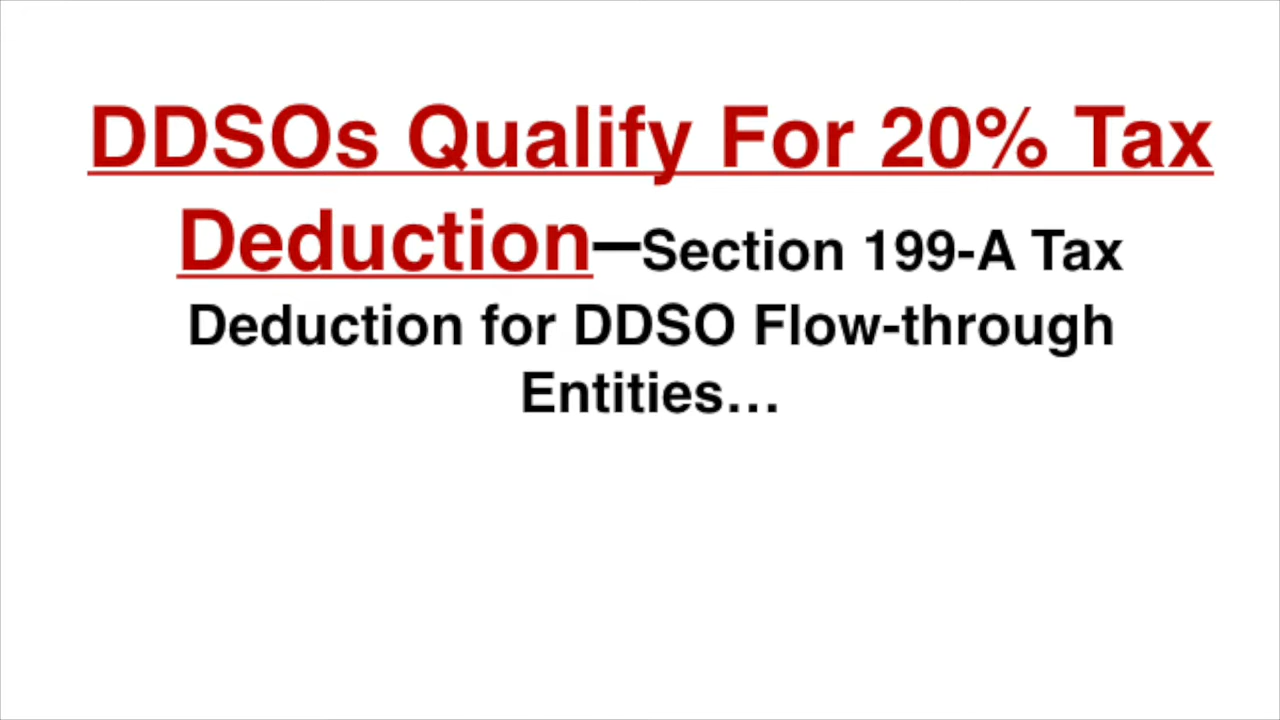 DDSOs Qualify For 20% Tax
Deduction–Section 199-A Tax
Deduction for DDSO Flow-through
Entities…